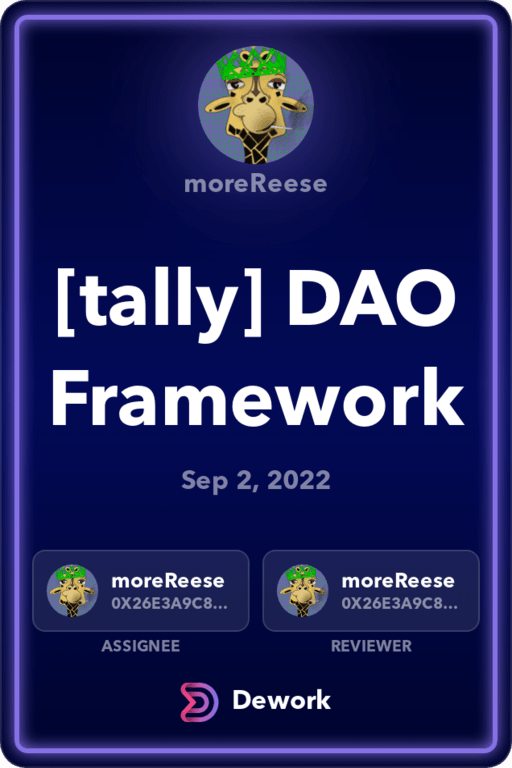 moreReese
[tally] DAO
Framework
Sep 2, 2022
moreReese
0X26E3A9C8...
ASSIGNEE
moreReese
0X26E3A9C8...
REVIEWER
Dework